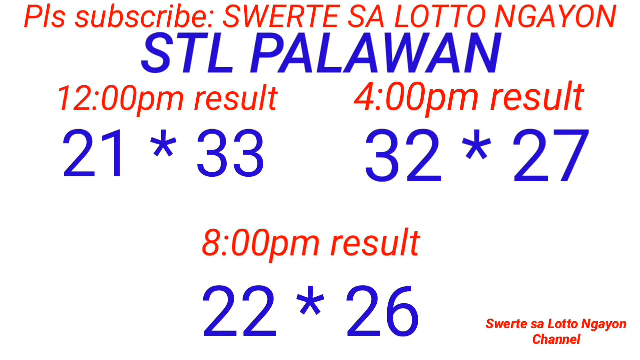 Pls subscribe: SWERTE SA LOTTO NGAYON
STL PALAWAN
12:00pm result
21 * 33
4:00pm result
32 * 27
8:00pm result
22 * 26
Swerte sa Lotto Ngayon
Channel